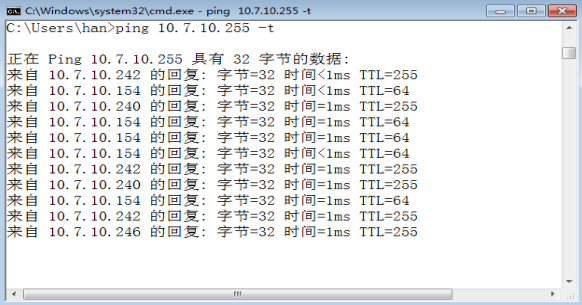 C:\Windows\system32\cmd.exe - ping 10.7.10.255 -t
C:\Users\han>ping 10.7.10.255 -t
正在 Ping 10.7.10.255 具有 32 字节的数据:
来自 10.7.10.242 的回复: 字节=32 时间<1ms TTL=255
来自 10.7.10.154 的回复: 字节=32 时间<1ms TTL=64
来自 10.7.10.240 的回复: 字节=32 时间=1ms TTL=255
来自 10.7.10.154 的回复: 字节=32 时间=1ms TTL=64
来自 10.7.10.154 的回复: 字节=32 时间=1ms TTL=64
来自 10.7.10.154 的回复: 字节=32 时间<1ms TTL=64
来自 10.7.10.242 的回复: 字节=32 时间=1ms TTL=255
来自 10.7.10.240 的回复: 字节=32 时间=1ms TTL=255
来自 10.7.10.154 的回复: 字节=32 时间=1ms TTL=64
来自 10.7.10.242 的回复: 字节=32 时间=1ms TTL=255
来自 10.7.10.246 的回复: 字节=32 时间=1ms TTL=255